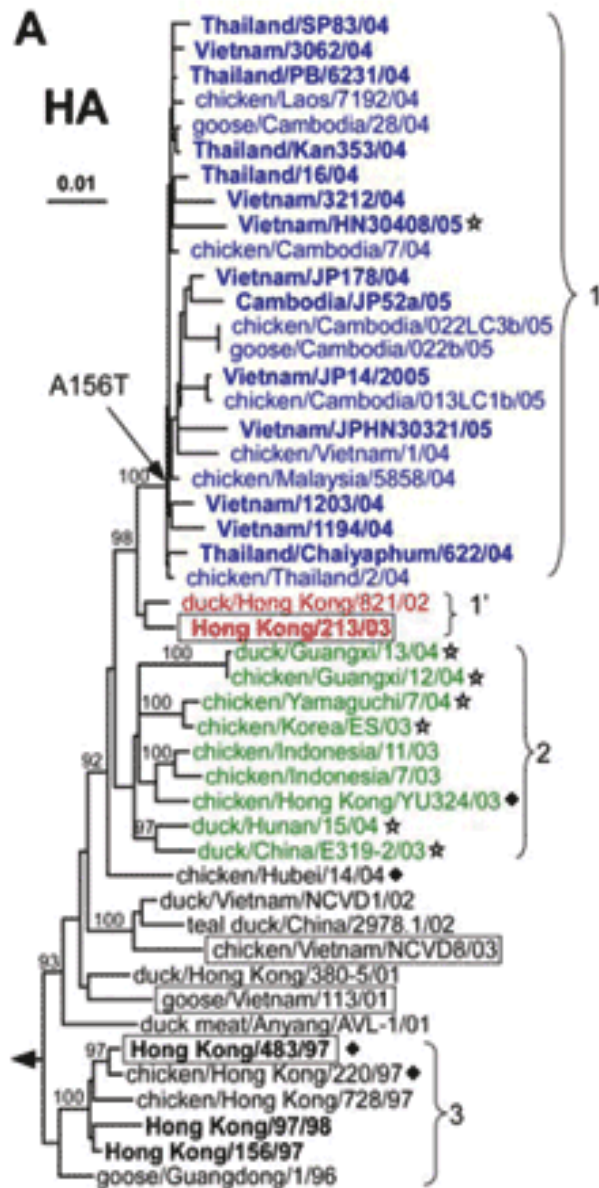 A
HA
0.01
Thailand/SP83/04
Vietnam/3062/04
Thailand/PB/6231/04
chicken/Laos/7192/04
goose/Cambodia/28/04
Thailand/Kan353/04
Thailand/16/04
Vietnam/3212/04
Vietnam/HN30408/05 ☆
chicken/Cambodia/7/04
Vietnam/JP178/04
Cambodia/JP52a/05
chicken/Cambodia/022LC3b/05
goose/Cambodia/022b/05
Vietnam/JP14/2005
chicken/Cambodia/013LC1b/05
Vietnam/JPHN30321/05
chicken/Vietnam/1/04
chicken/Malaysia/5858/04
Vietnam/1203/04
Vietnam/1194/04
Thailand/Chaiyaphum/622/04
chicken/Thailand/2/04
1
A156T
100
98
duck/Hong Kong/821/02
Hong Kong/213/03
1'
100
duck/Guangxi/13/04 ☆
chicken/Guangxi/12/04 ☆
100
chicken/Yamaguchi/7/04 ☆
chicken/Korea/ES/03 ☆
100
chicken/Indonesia/11/03
chicken/Indonesia/7/03
chicken/Hong Kong/YU324/03 ◆
97
duck/Hunan/15/04 ☆
duck/China/E319-2/03 ☆
2
92
chicken/Hubei/14/04 ◆
duck/Vietnam/NCVD1/02
100
teal duck/China/2978.1/02
chicken/Vietnam/NCVD8/03
93
duck/Hong Kong/380-5/01
goose/Vietnam/113/01
duck meat/Anyang/AVL-1/01
97
Hong Kong/483/97 ◆
chicken/Hong Kong/220/97 ◆
100
chicken/Hong Kong/728/97
Hong Kong/97/98
Hong Kong/156/97
goose/Guangdong/1/96
3